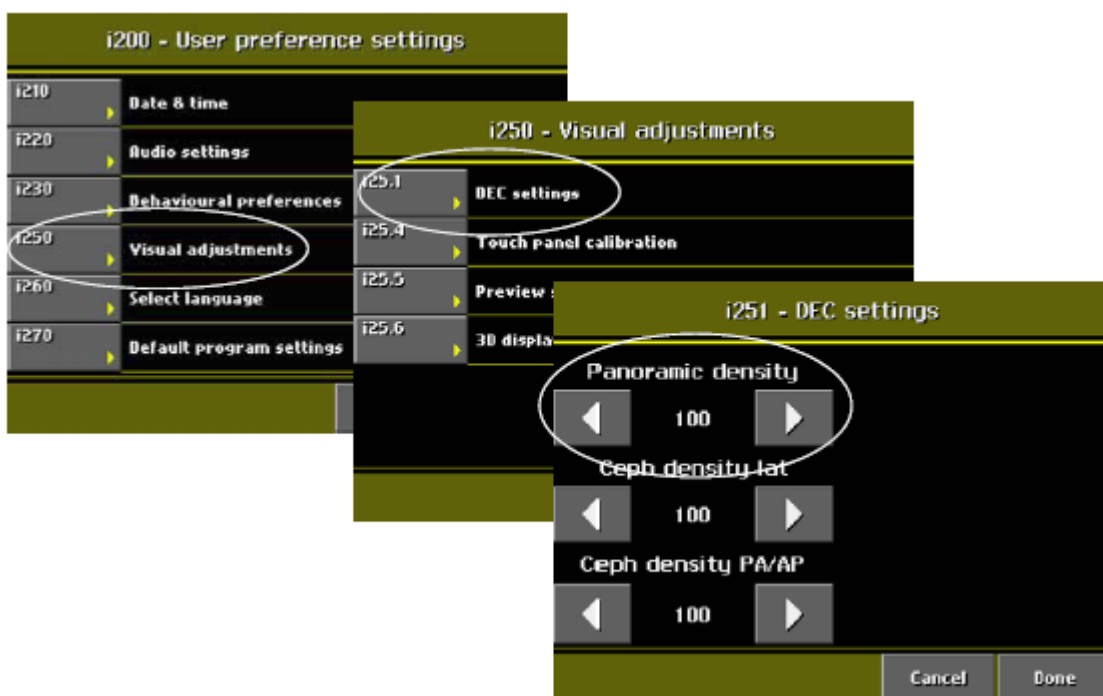 i200 - User preference settings
i210 Date & time
i220 Audio settings
i230 Behavioural preferences
i250 Visual adjustments
i260 Select language
i270 Default program settings
i250 - Visual adjustments
i25.1 DEC settings
i25.4 Touch panel calibration
i25.5 Preview
i25.6 3D displa
i251 - DEC settings
Panoramic density
100
Ceph density lat
100
Ceph density PA/AP
100
Cancel Done